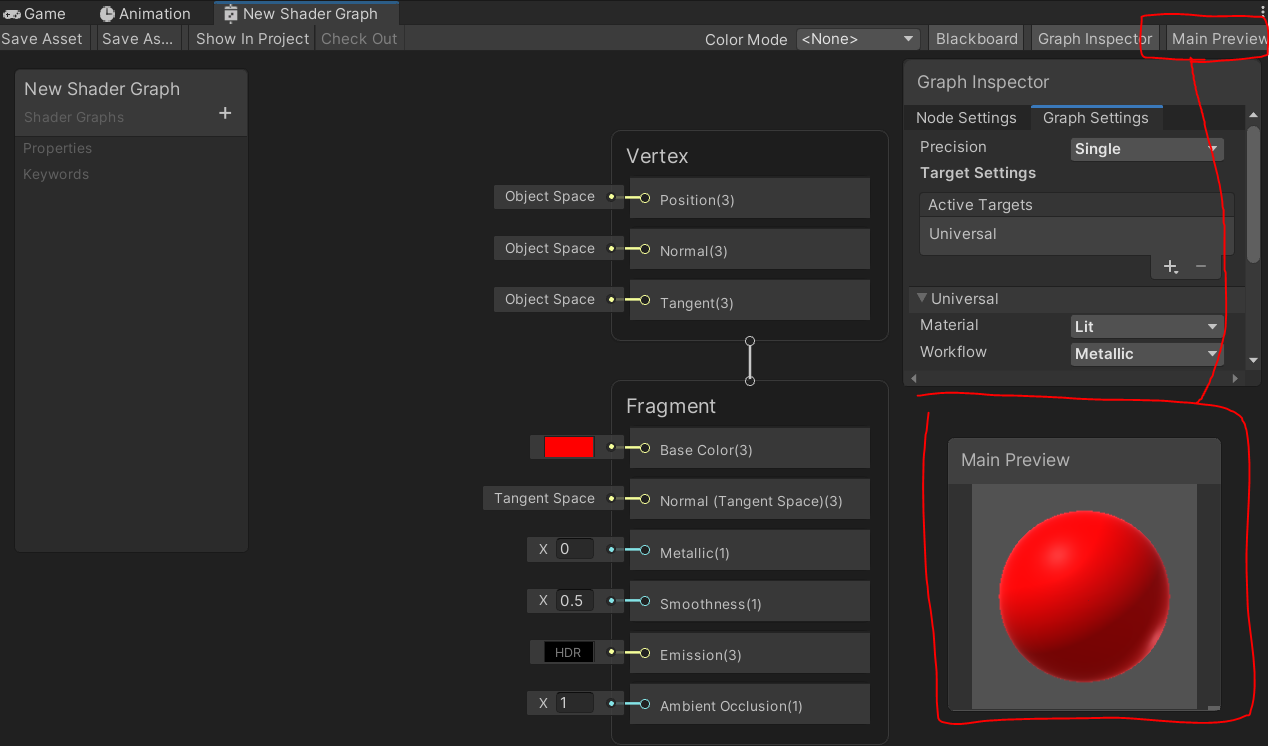 Game Animation New Shader Graph
Save Asset Save As... Show In Project Check Out Color Mode <None> Blackboard Graph Inspector Main Preview
New Shader Graph
Shader Graphs +
Properties
Keywords
Vertex
Object Space Position(3)
Object Space Normal(3)
Object Space Tangent(3)
Fragment
Base Color(3)
Tangent Space Normal (Tangent Space)(3)
X 0 Metallic(1)
X 0.5 Smoothness(1)
HDR Emission(3)
X 1 Ambient Occlusion(1)
Graph Inspector
Node Settings Graph Settings
Precision Single
Target Settings
Active Targets
Universal
+ −
Universal
Material Lit
Workflow Metallic
Main Preview